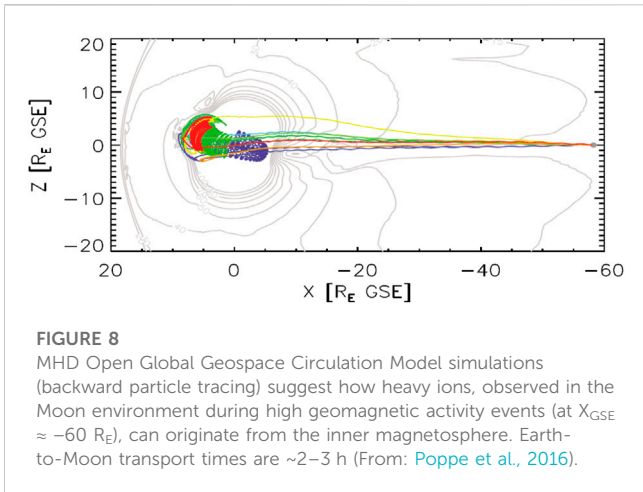 20
10
0
-10
-20
Z [RE GSE]
20 10 0 -20 -40 -60
X [RE GSE]
FIGURE 8
MHD Open Global Geospace Circulation Model simulations
(backward particle tracing) suggest how heavy ions, observed in the
Moon environment during high geomagnetic activity events (at XGSE
≈ −60 RE), can originate from the inner magnetosphere. Earth-
to-Moon transport times are ~2–3 h (From: Poppe et al., 2016).